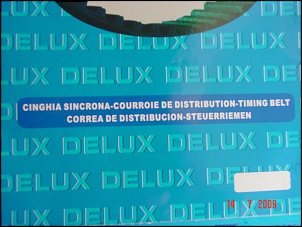 DELUX DELUX DELUX
DELUX DELUX DELUX
CINGHIA SINCRONA-COURROIE DE DISTRIBUTION-TIMING BELT
CORREA DE DISTRIBUCION-STEUERRIEMEN
LUX DELUX DELUX DELUX
DELUX DELUX DELUX
LUX DELUX DELUX
14 7 2009